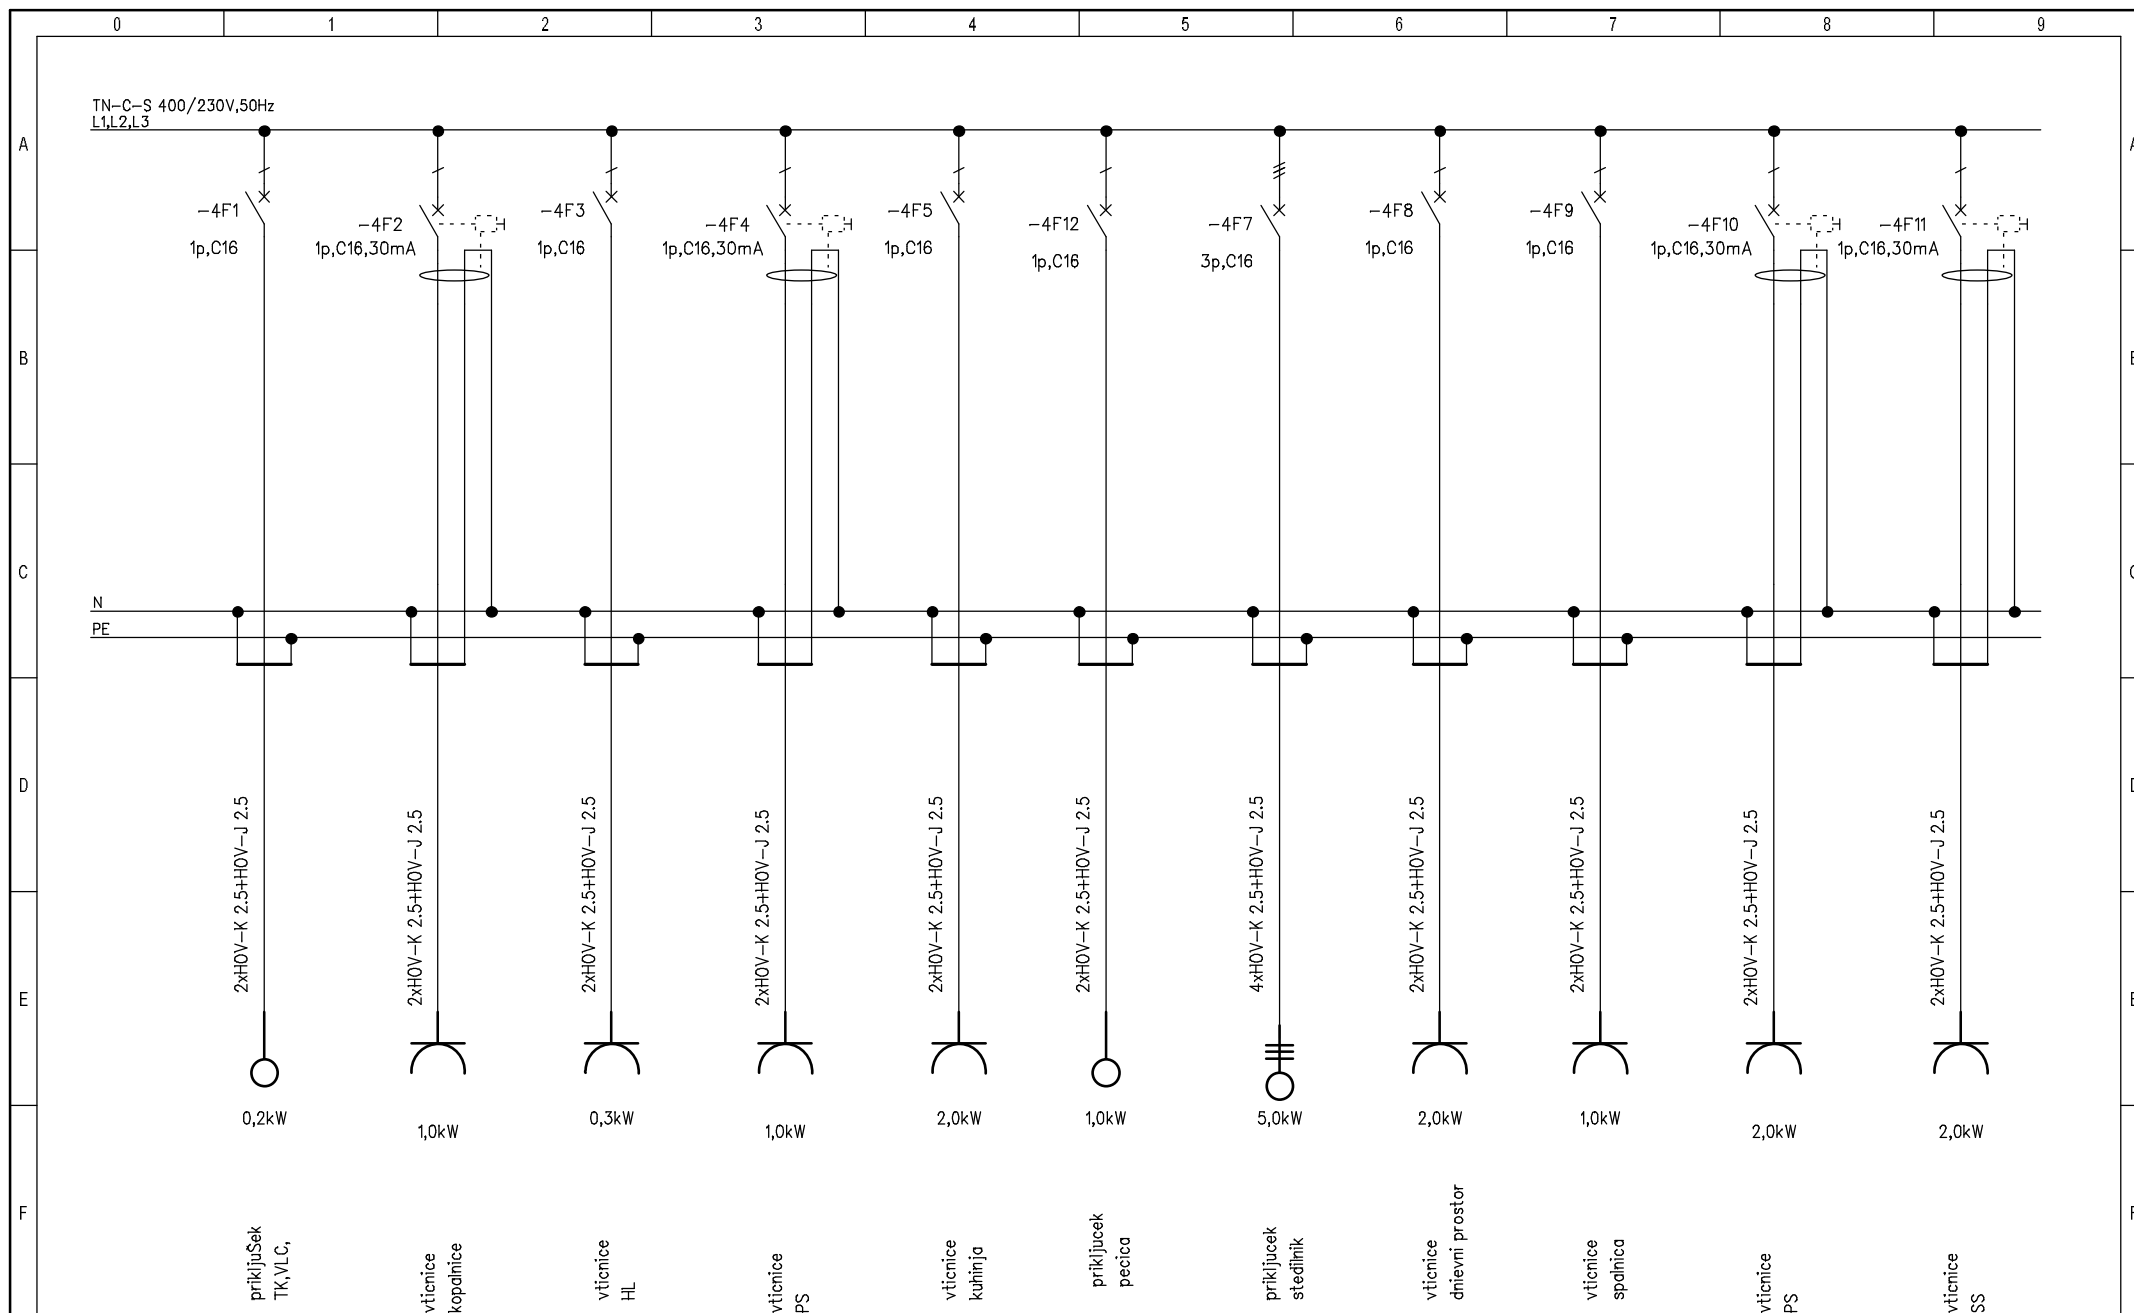 0 1 2 3 4 5 6 7 8 9
TN-C-S 400/230V,50Hz
L1,L2,L3
A
-4F1
1p,C16
-4F2
1p,C16,30mA
-4F3
1p,C16
-4F4
1p,C16,30mA
-4F5
1p,C16
-4F12
1p,C16
-4F7
3p,C16
-4F8
1p,C16
-4F9
1p,C16
-4F10
1p,C16,30mA
-4F11
1p,C16,30mA
B
C
N
PE
D
2xH0V-K 2.5+H0V-J 2.5
2xH0V-K 2.5+H0V-J 2.5
2xH0V-K 2.5+H0V-J 2.5
2xH0V-K 2.5+H0V-J 2.5
2xH0V-K 2.5+H0V-J 2.5
2xH0V-K 2.5+H0V-J 2.5
4xH0V-K 2.5+H0V-J 2.5
2xH0V-K 2.5+H0V-J 2.5
2xH0V-K 2.5+H0V-J 2.5
2xH0V-K 2.5+H0V-J 2.5
2xH0V-K 2.5+H0V-J 2.5
E
0,2kW
1,0kW
0,3kW
1,0kW
2,0kW
1,0kW
5,0kW
2,0kW
1,0kW
2,0kW
2,0kW
F
priključek
TK,VLC,
vticnice
kopalnice
vticnice
HL
vticnice
PS
vticnice
kuhinja
prikljucek
pecica
prikljucek
stedilnik
vticnice
dnievni prostor
vticnice
spalnica
vticnice
PS
vticnice
SS